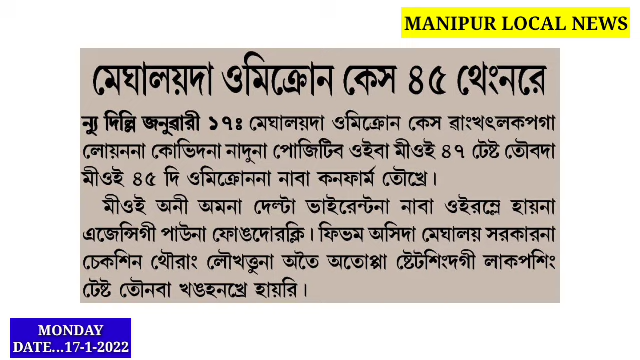 MANIPUR LOCAL NEWS
মেঘালয়দা ওমিক্রোন কেস ৪৫ থেংনরে
ন্যু দিল্লি জনুৱারী ১৭ঃ মেঘালয়দা ওমিক্রোন কেস ৱাংখৎলকপগা
লোয়ননা কোভিদনা নাদুনা পোজিটিব ওইবা মীওই ৪৭ টেষ্ট তৌবদা
মীওই ৪৫ দি ওমিক্রোননা নাবা কনফার্ম তৌখ্রে।
মীওই অনী অমনা দেল্টা ভাইরেন্টনা নাবা ওইরম্লে হায়না
এজেন্সিগী পাউনা ফোঙদোরক্লি। ফিভম অসিদা মেঘালয় সরকারনা
চেকশিন থৌরাং লৌখত্তুনা অতৈ অতোপ্পা ষ্টেটশিংদগী লাকপশিং
টেষ্ট তৌনবা খঙহনখ্রে হায়রি।
MONDAY
DATE...17-1-2022